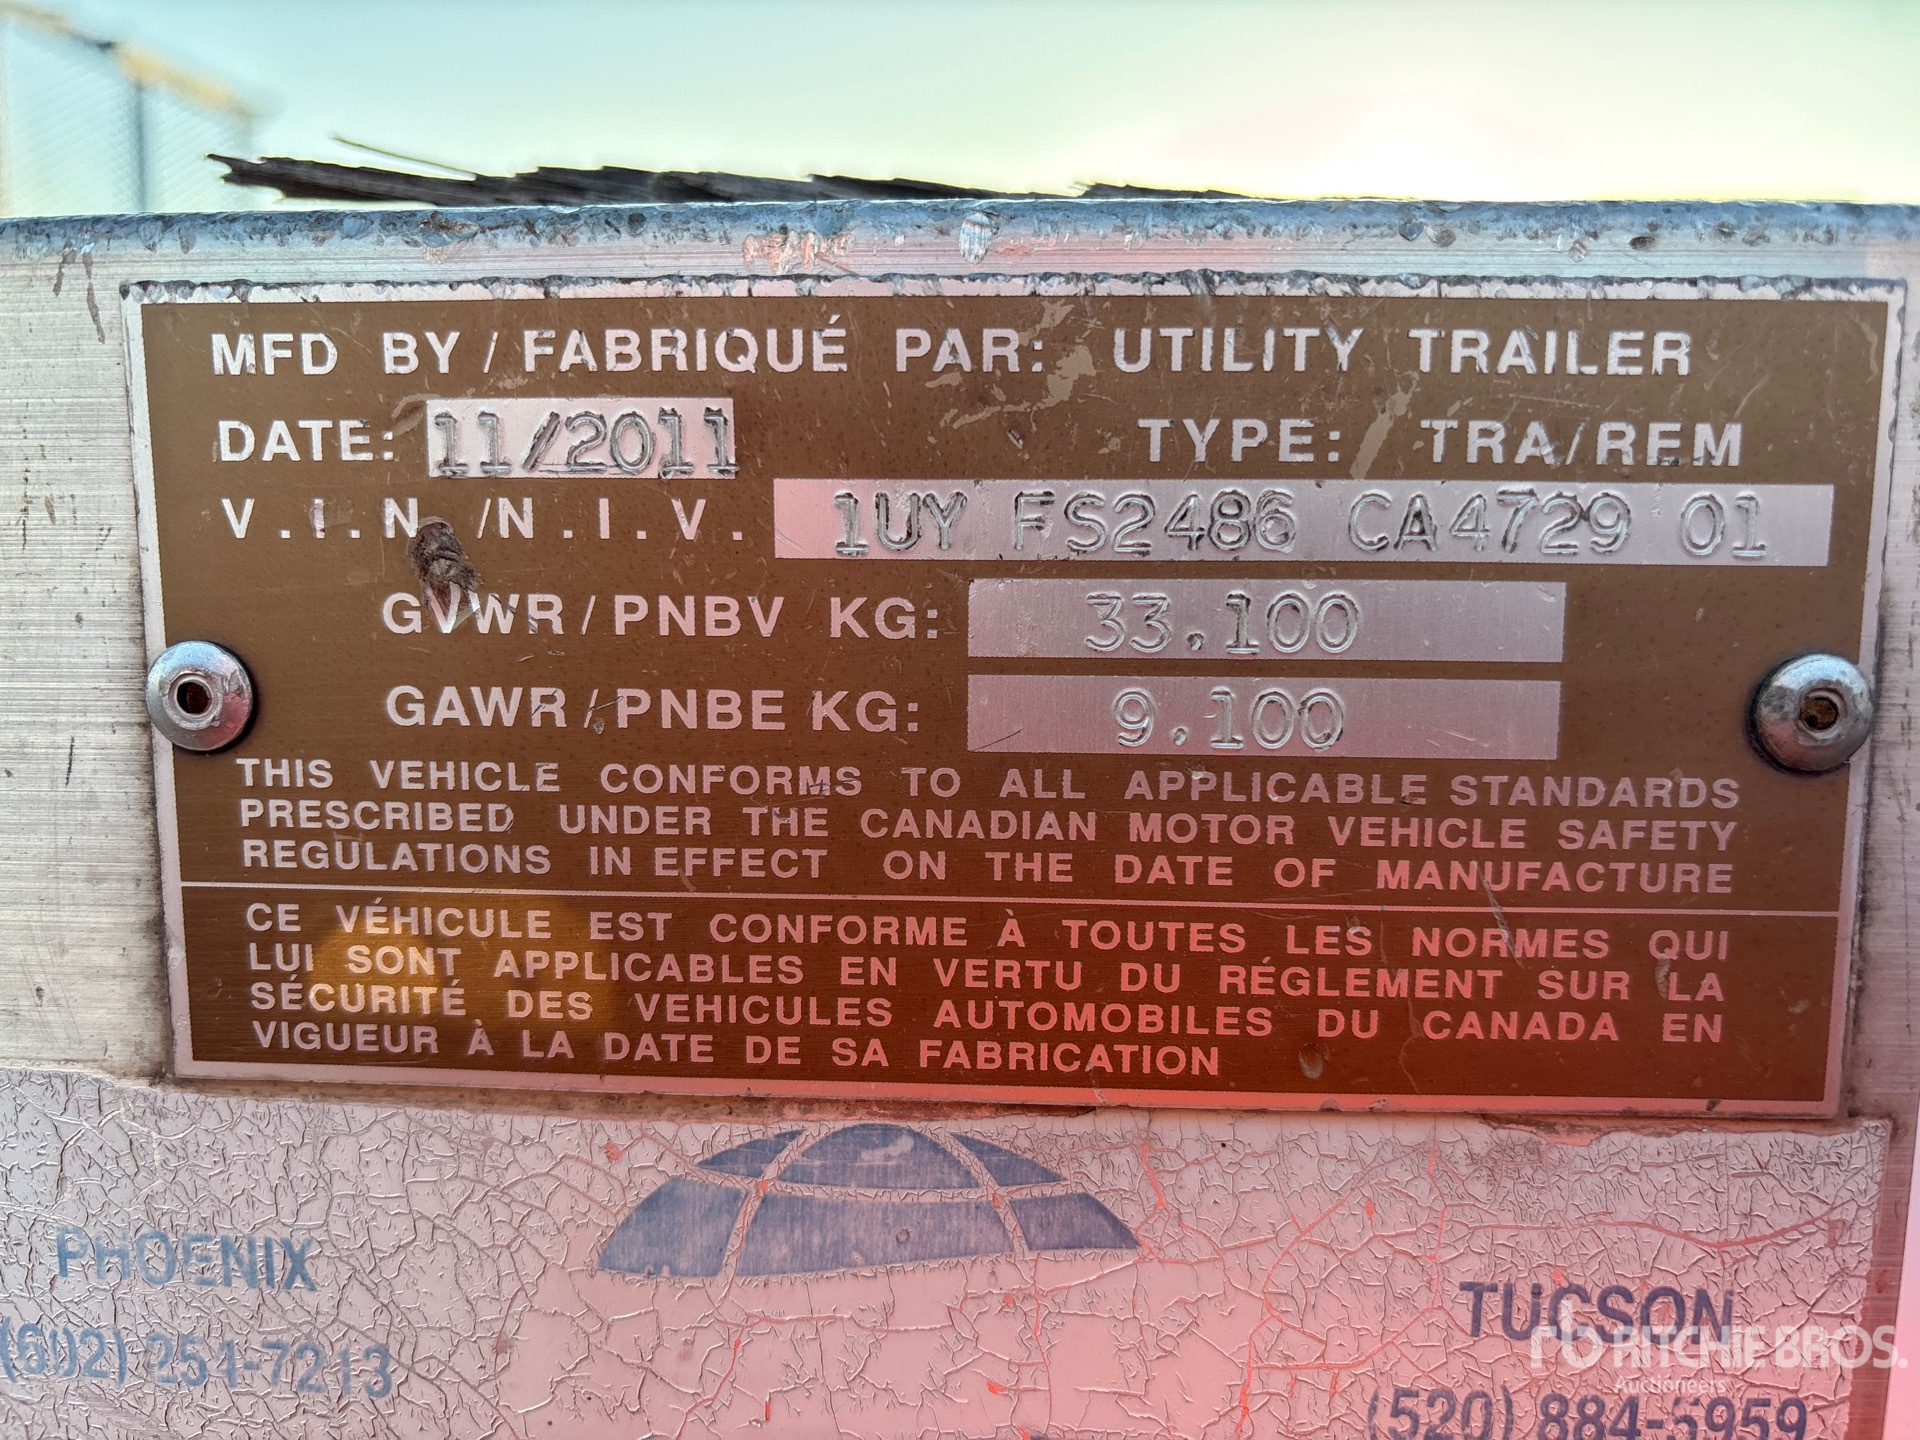 MFD BY / FABRIQUÉ PAR: UTILITY TRAILER
DATE: 11/2011 TYPE: TRA/REM
V.I.N./N.I.V. 1UY FS2486 CA4729 01
GVWR/PNBV KG: 33,100
GAWR/PNBE KG: 9,100
THIS VEHICLE CONFORMS TO ALL APPLICABLE STANDARDS
PRESCRIBED UNDER THE CANADIAN MOTOR VEHICLE SAFETY
REGULATIONS IN EFFECT ON THE DATE OF MANUFACTURE
CE VÉHICULE EST CONFORME À TOUTES LES NORMES QUI
LUI SONT APPLICABLES EN VERTU DU RÉGLEMENT SUR LA
SÉCURITÉ DES VEHICULES AUTOMOBILES DU CANADA EN
VIGUEUR À LA DATE DE SA FABRICATION
PHOENIX
(602) 254-7213
TUCSON
(520) 884-5959
rb RITCHIE BROS.
Auctioneers